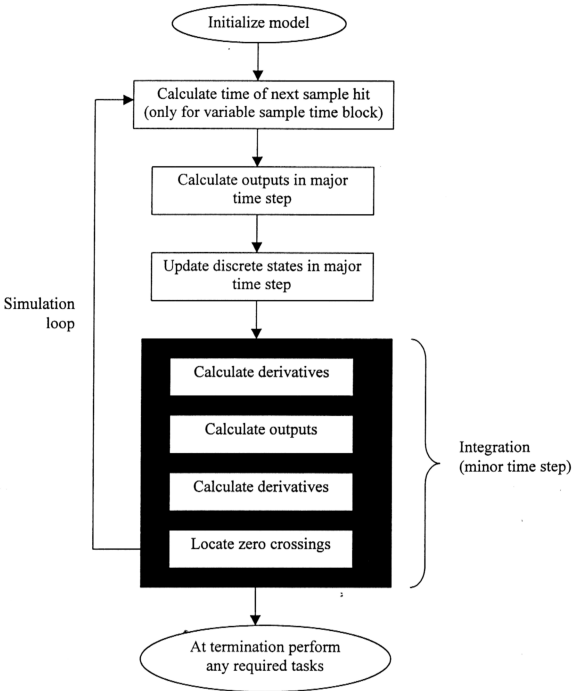 Initialize model
Calculate time of next sample hit
(only for variable sample time block)
Calculate outputs in major
time step
Update discrete states in major
time step
Simulation
loop
Calculate derivatives
Calculate outputs
Calculate derivatives
Locate zero crossings
Integration
(minor time step)
At termination perform
any required tasks